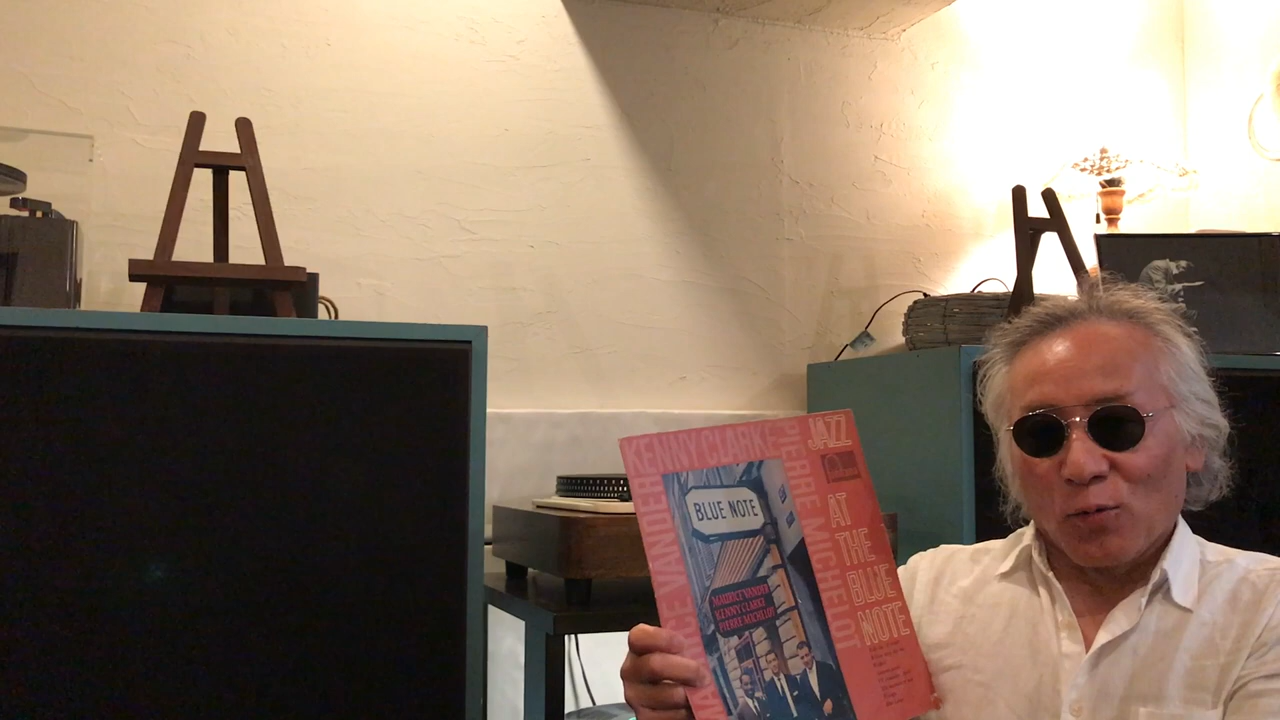 KENNY CLARKE
PIERRE MICHELOT
MAURICE VANDER
JAZZ
AT
THE
BLUE
NOTE
BLUE NOTE
MAURICE VANDER
KENNY CLARKE
PIERRE MICHELOT